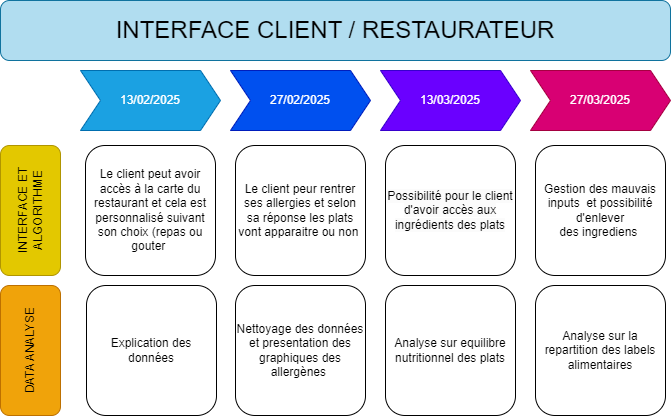 INTERFACE CLIENT / RESTAURATEUR
13/02/2025
27/02/2025
13/03/2025
27/03/2025
INTERFACE ET
ALGORITHME
Le client peut avoir
accès à la carte du
restaurant et cela est
personnalisé suivant
son choix (repas ou
gouter
Le client peur rentrer
ses allergies et selon
sa réponse les plats
vont apparaitre ou non
Possibilité pour le client
d'avoir accès aux
ingrédients des plats
Gestion des mauvais
inputs et possibilité
d'enlever
des ingrediens
DATA ANALYSE
Explication des
données
Nettoyage des données
et presentation des
graphiques des
allergènes
Analyse sur equilibre
nutritionnel des plats
Analyse sur la
repartition des labels
alimentaires